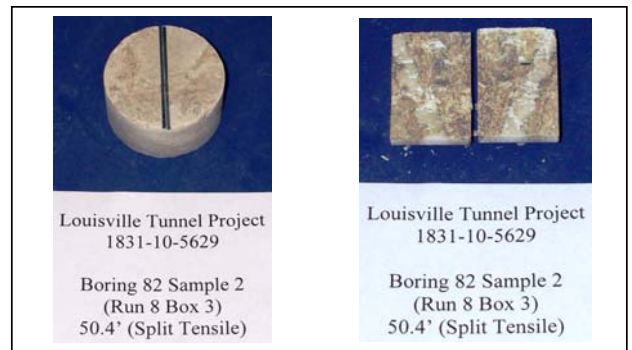 Louisville Tunnel Project
1831-10-5629
Boring 82 Sample 2
(Run 8 Box 3)
50.4' (Split Tensile)
Louisville Tunnel Project
1831-10-5629
Boring 82 Sample 2
(Run 8 Box 3)
50.4' (Split Tensile)